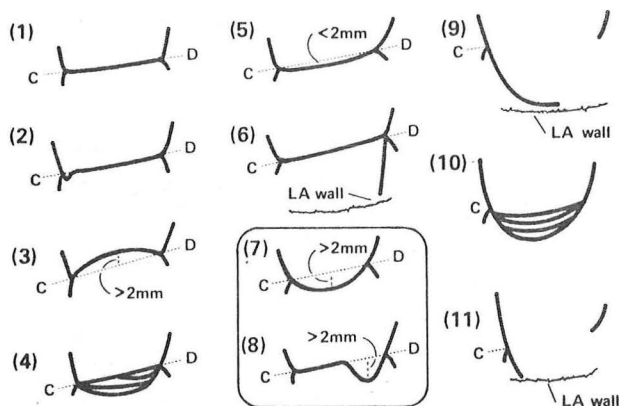 (1)
C
D
(2)
C
D
(3)
C
D
>2mm
(4)
C
D
(5)
<2mm
C
D
(6)
C
D
LA wall
(7)
>2mm
C
D
(8)
>2mm
C
D
(9)
C
LA wall
(10)
C
(11)
C
LA wall